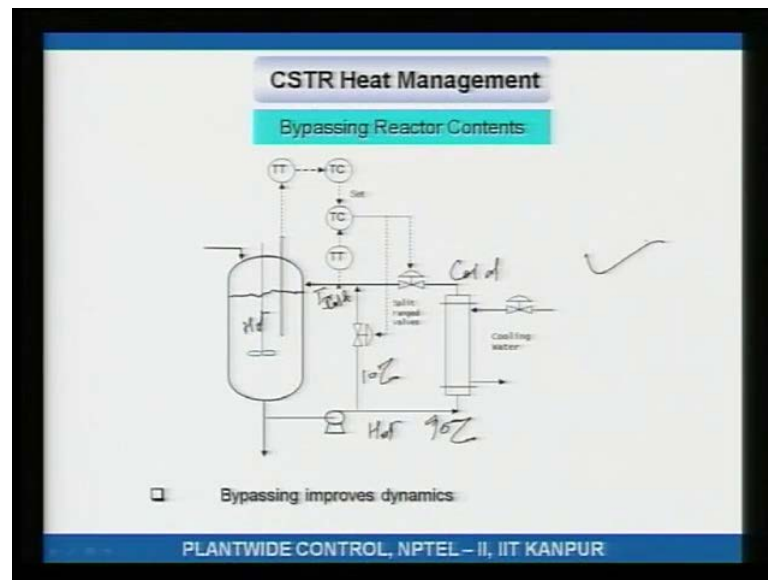 CSTR Heat Management
Bypassing Reactor Contents
TT
TC
Set
TC
TT
Cold
Split
ranged
valves
Cooling
Water
Hot
10%
Hot 90%
Bypassing improves dynamics
PLANTWIDE CONTROL, NPTEL – II, IIT KANPUR